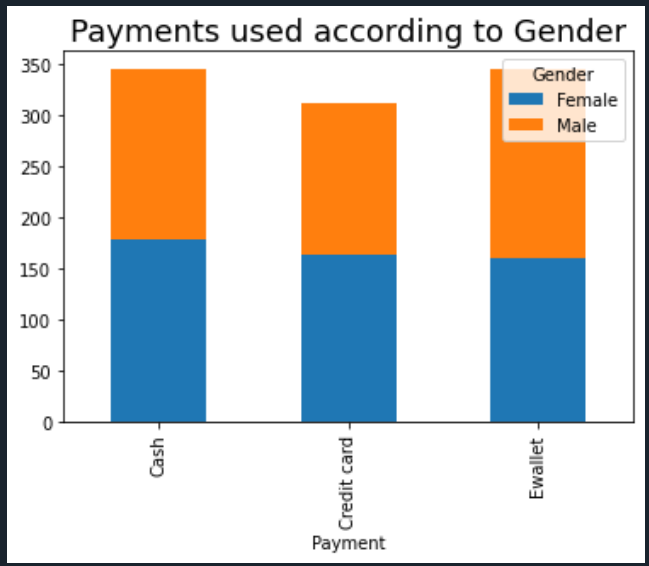 Payments used according to Gender
350
300
250
200
150
100
50
0
Gender
Female
Male
Cash
Credit card
Ewallet
Payment